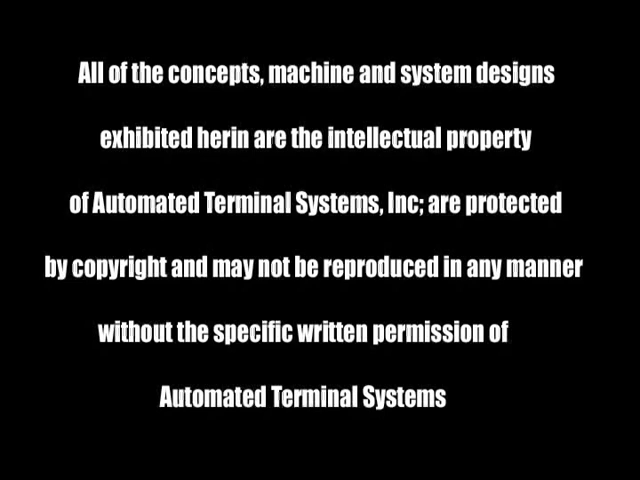 All of the concepts, machine and system designs
exhibited herin are the intellectual property
of Automated Terminal Systems, Inc; are protected
by copyright and may not be reproduced in any manner
without the specific written permission of
Automated Terminal Systems